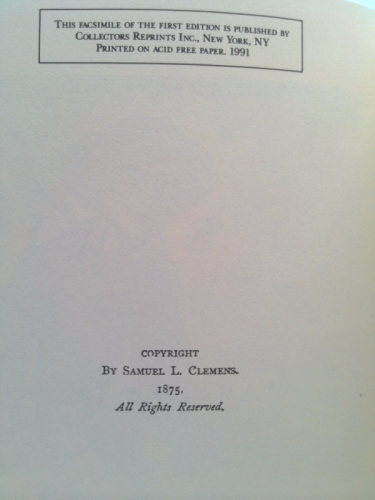 THIS FACSIMILE OF THE FIRST EDITION IS PUBLISHED BY
COLLECTORS REPRINTS INC., NEW YORK, NY
PRINTED ON ACID FREE PAPER. 1991
COPYRIGHT
BY SAMUEL L. CLEMENS.
1875.
All Rights Reserved.